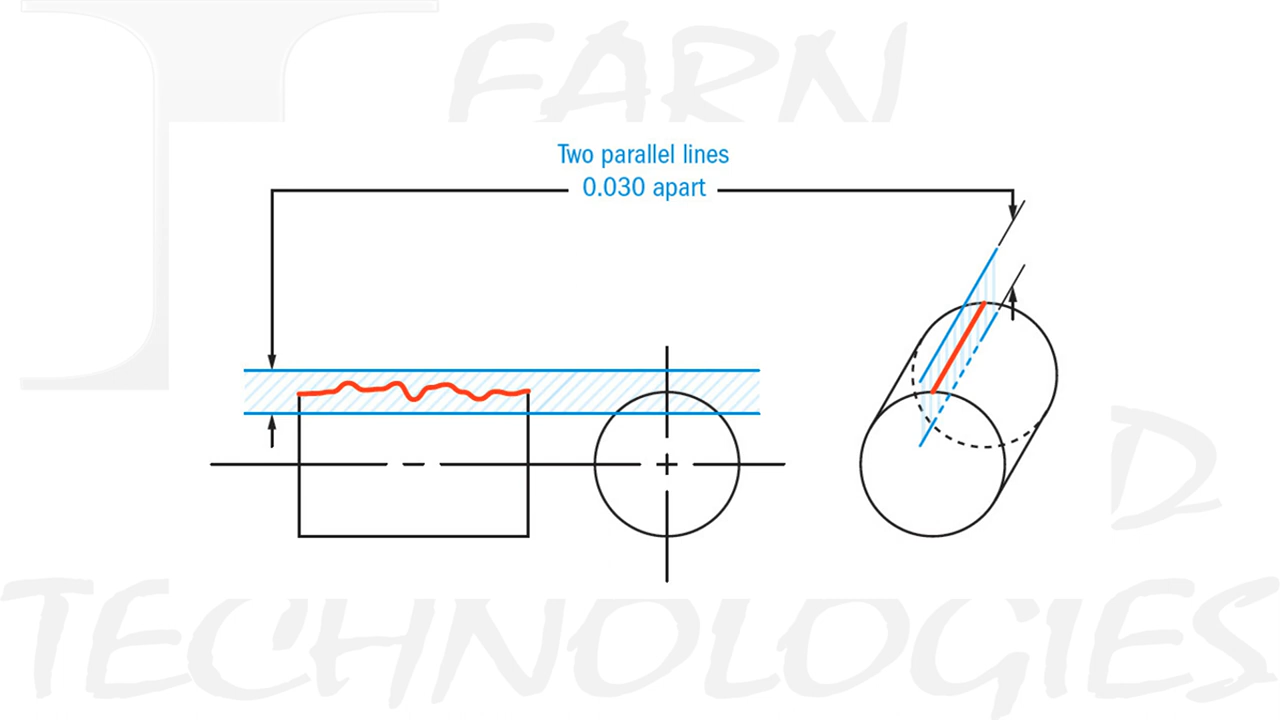 FARN
Two parallel lines
0.030 apart
D
TECHNOLOGIES